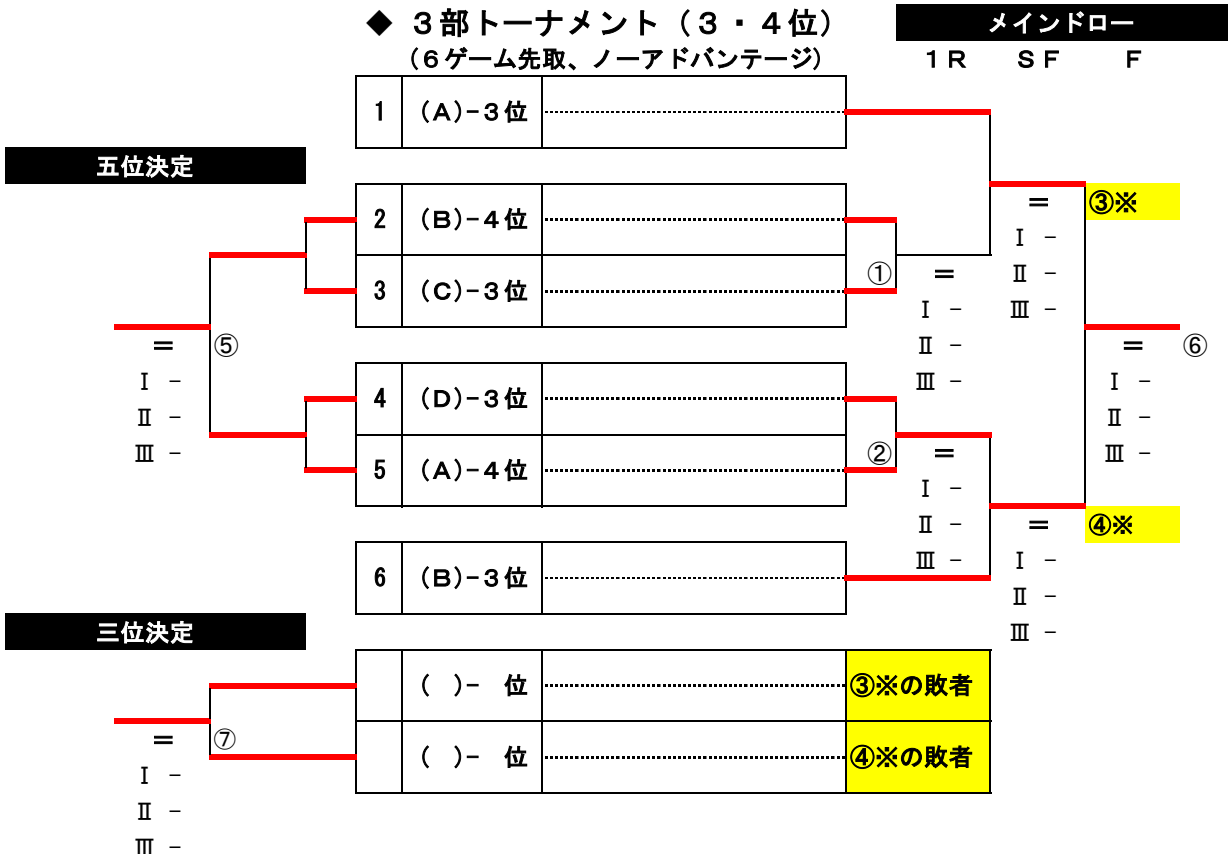 ◆ ３部トーナメント（３・４位）
メインドロー
（６ゲーム先取、ノーアドバンテージ）
１Ｒ ＳＦ Ｆ
1 （Ａ）-３位
五位決定
2 （Ｂ）-４位
＝ ③※
Ⅰ -
3 （Ｃ）-３位 ① ＝ Ⅱ -
Ⅰ - Ⅲ -
＝ ⑤ Ⅱ - ＝ ⑥
Ⅰ - Ⅲ - Ⅰ -
4 （Ｄ）-３位
Ⅱ - Ⅱ -
Ⅲ - ② ＝ Ⅲ -
5 （Ａ）-４位
Ⅰ -
Ⅱ - ＝ ④※
Ⅲ - Ⅰ -
6 （Ｂ）-３位
Ⅱ -
三位決定
Ⅲ -
（　）-　位 ③※の敗者
＝ ⑦
（　）-　位 ④※の敗者
Ⅰ -
Ⅱ -
Ⅲ -